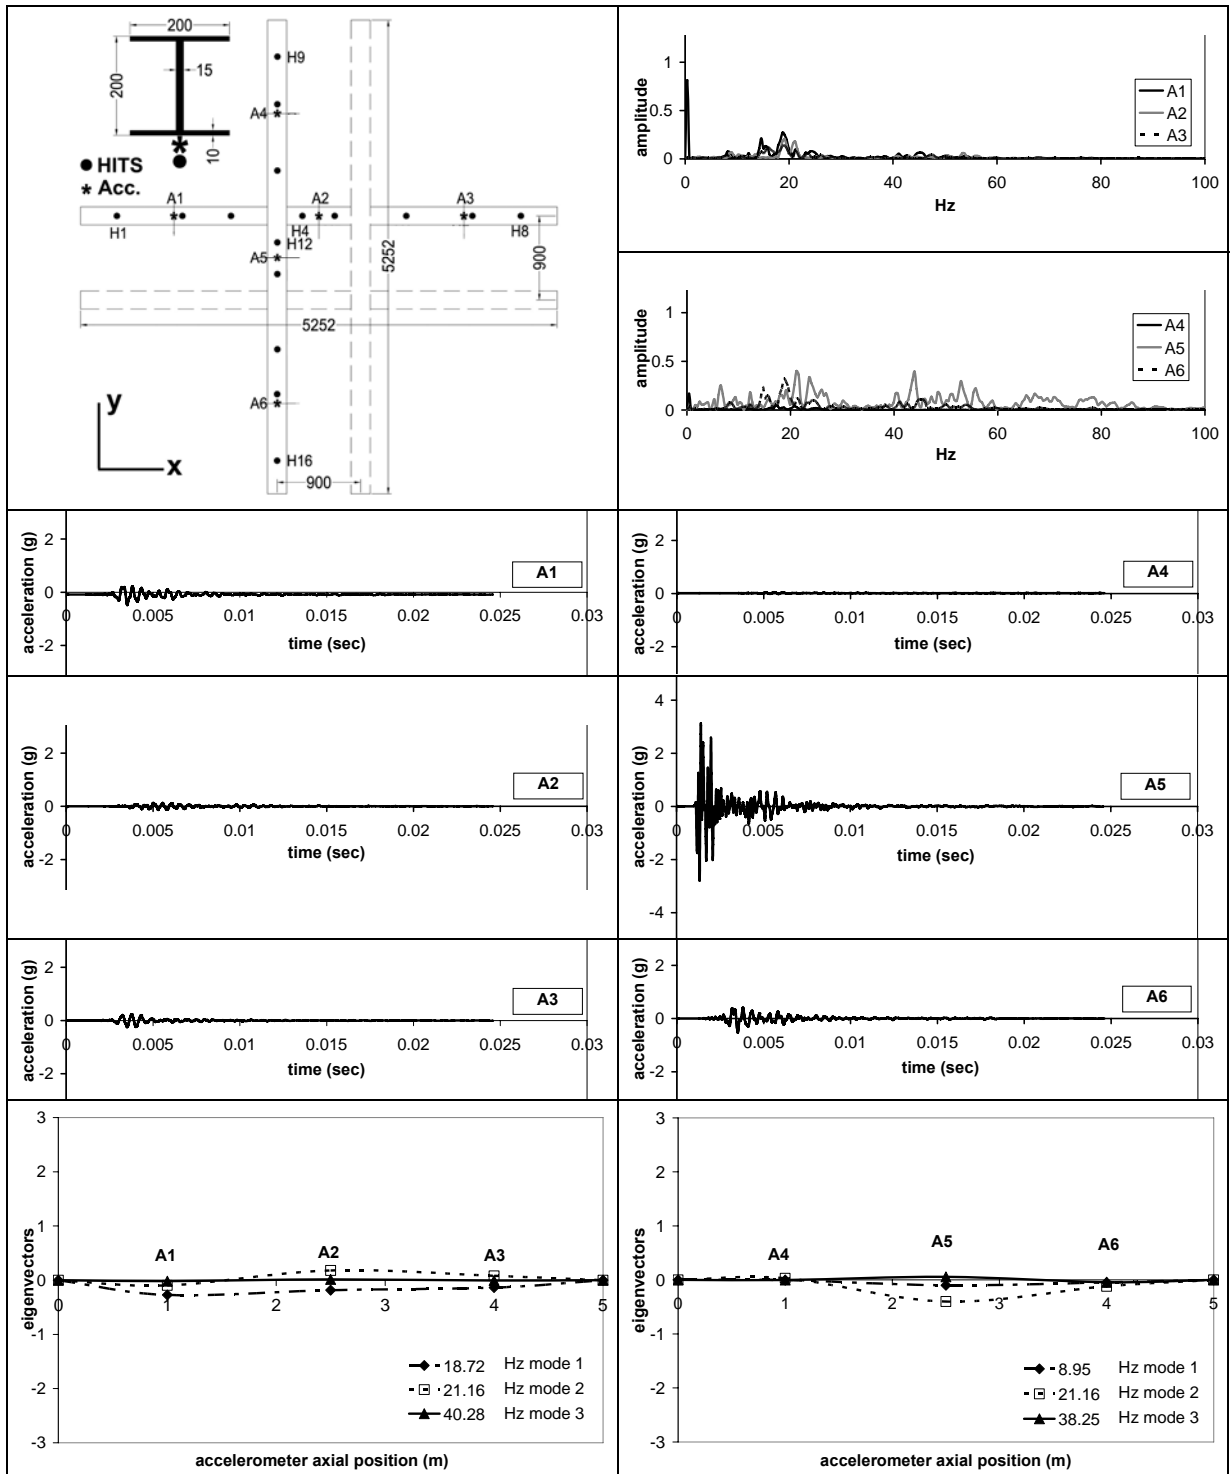 200
200
15
10
HITS
* Acc.
H9
A4
A1
A2
A3
H1
H4
H8
H12
A5
5252
900
5252
A6
y
x
H16
900
amplitude
1
0.5
0
A1
A2
A3
0 20 40 60 80 100
Hz
amplitude
1
0.5
0
A4
A5
A6
0 20 40 60 80 100
Hz
acceleration (g)
2
0
-2
A1
0 0.005 0.01 0.015 0.02 0.025 0.03
time (sec)
acceleration (g)
2
0
-2
A4
0 0.005 0.01 0.015 0.02 0.025 0.03
time (sec)
acceleration (g)
2
0
-2
A2
0 0.005 0.01 0.015 0.02 0.025 0.03
time (sec)
acceleration (g)
4
2
0
-2
-4
A5
0 0.005 0.01 0.015 0.02 0.025 0.03
time (sec)
acceleration (g)
2
0
-2
A3
0 0.005 0.01 0.015 0.02 0.025 0.03
time (sec)
acceleration (g)
2
0
-2
A6
0 0.005 0.01 0.015 0.02 0.025 0.03
time (sec)
eigenvectors
3
2
1
0
-1
-2
-3
A1
A2
A3
0 1 2 3 4 5
18.72 Hz mode 1
21.16 Hz mode 2
40.28 Hz mode 3
accelerometer axial position (m)
eigenvectors
3
2
1
0
-1
-2
-3
A4
A5
A6
0 1 2 3 4 5
8.95 Hz mode 1
21.16 Hz mode 2
38.25 Hz mode 3
accelerometer axial position (m)